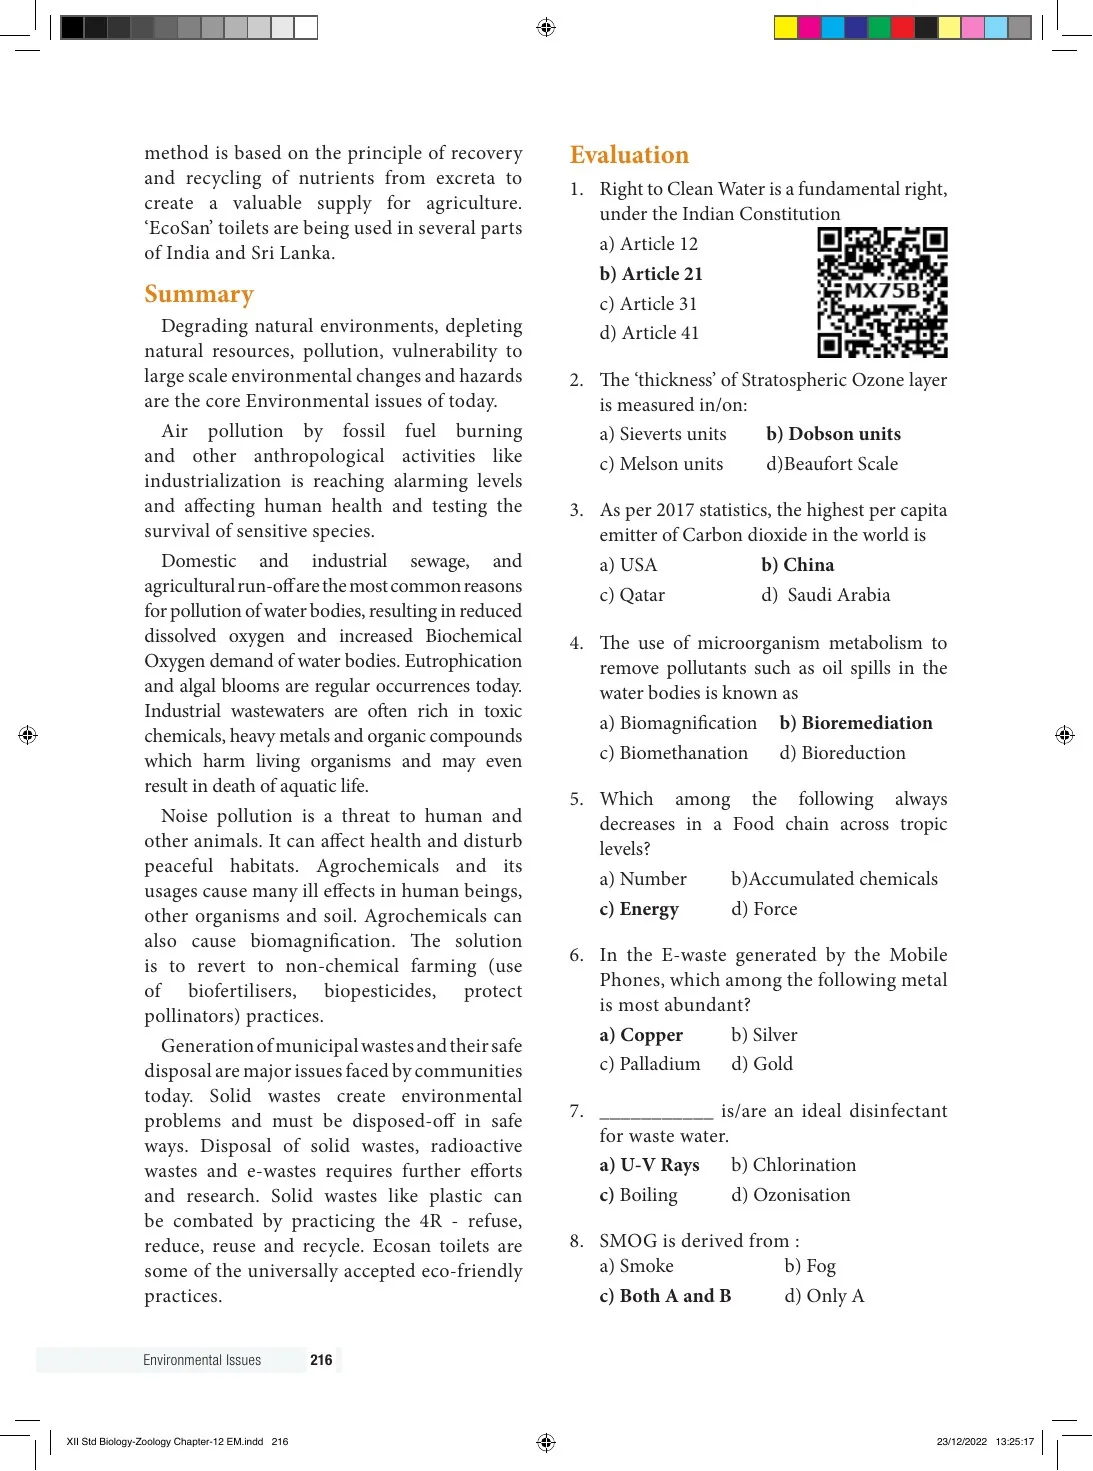 method is based on the principle of recovery
and recycling of nutrients from excreta to
create a valuable supply for agriculture.
‘EcoSan’ toilets are being used in several parts
of India and Sri Lanka.
Summary
Degrading natural environments, depleting
natural resources, pollution, vulnerability to
large scale environmental changes and hazards
are the core Environmental issues of today.
Air pollution by fossil fuel burning
and other anthropological activities like
industrialization is reaching alarming levels
and affecting human health and testing the
survival of sensitive species.
Domestic and industrial sewage, and
agricultural run-off are the most common reasons
for pollution of water bodies, resulting in reduced
dissolved oxygen and increased Biochemical
Oxygen demand of water bodies. Eutrophication
and algal blooms are regular occurrences today.
Industrial wastewaters are often rich in toxic
chemicals, heavy metals and organic compounds
which harm living organisms and may even
result in death of aquatic life.
Noise pollution is a threat to human and
other animals. It can affect health and disturb
peaceful habitats. Agrochemicals and its
usages cause many ill effects in human beings,
other organisms and soil. Agrochemicals can
also cause biomagnification. The solution
is to revert to non-chemical farming (use
of biofertilisers, biopesticides, protect
pollinators) practices.
Generation of municipal wastes and their safe
disposal are major issues faced by communities
today. Solid wastes create environmental
problems and must be disposed-off in safe
ways. Disposal of solid wastes, radioactive
wastes and e-wastes requires further efforts
and research. Solid wastes like plastic can
be combated by practicing the 4R - refuse,
reduce, reuse and recycle. Ecosan toilets are
some of the universally accepted eco-friendly
practices.
Evaluation
1. Right to Clean Water is a fundamental right,
under the Indian Constitution
a) Article 12
b) Article 21
c) Article 31
d) Article 41
MX75B
2. The ‘thickness’ of Stratospheric Ozone layer
is measured in/on:
a) Sieverts units b) Dobson units
c) Melson units d)Beaufort Scale
3. As per 2017 statistics, the highest per capita
emitter of Carbon dioxide in the world is
a) USA b) China
c) Qatar d) Saudi Arabia
4. The use of microorganism metabolism to
remove pollutants such as oil spills in the
water bodies is known as
a) Biomagnification b) Bioremediation
c) Biomethanation d) Bioreduction
5. Which among the following always
decreases in a Food chain across tropic
levels?
a) Number b)Accumulated chemicals
c) Energy d) Force
6. In the E-waste generated by the Mobile
Phones, which among the following metal
is most abundant?
a) Copper b) Silver
c) Palladium d) Gold
7. ____________ is/are an ideal disinfectant
for waste water.
a) U-V Rays b) Chlorination
c) Boiling d) Ozonisation
8. SMOG is derived from :
a) Smoke b) Fog
c) Both A and B d) Only A
Environmental Issues 216
XII Std Biology-Zoology Chapter-12 EM.indd 216 23/12/2022 13:25:17